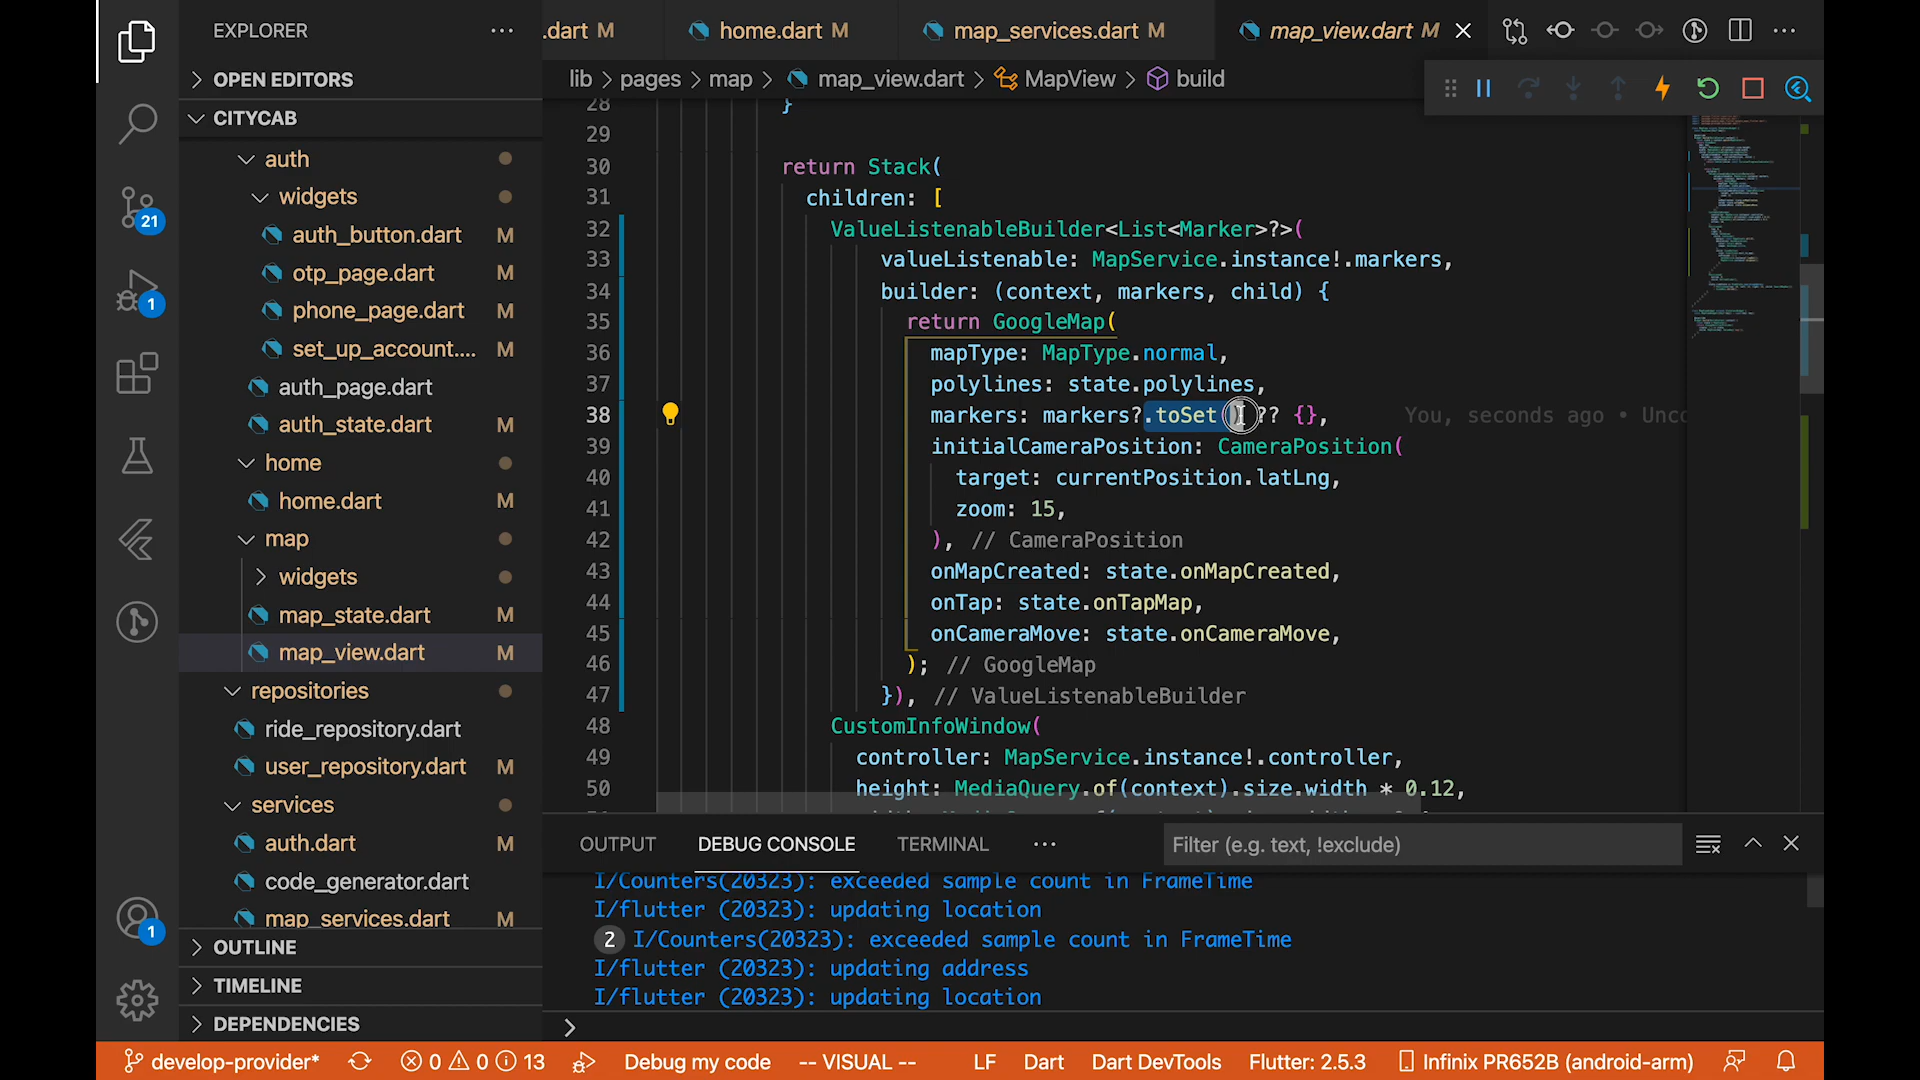 EXPLORER
OPEN EDITORS
CITYCAB
auth
widgets
auth_button.dart M
otp_page.dart M
phone_page.dart M
set_up_account.... M
auth_page.dart
auth_state.dart M
home
home.dart M
map
widgets
map_state.dart M
map_view.dart M
repositories
ride_repository.dart
user_repository.dart M
services
auth.dart M
code_generator.dart
map_services.dart M
OUTLINE
TIMELINE
DEPENDENCIES
21
1
1
.dart M home.dart M map_services.dart M map_view.dart M
lib > pages > map > map_view.dart > MapView > build
28 }
29
30 return Stack(
31 children: [
32 ValueListenableBuilder<List<Marker>?>(
33 valueListenable: MapService.instance!.markers,
34 builder: (context, markers, child) {
35 return GoogleMap(
36 mapType: MapType.normal,
37 polylines: state.polylines,
38 markers: markers?.toSet() ?? {}, You, seconds ago • Unco
39 initialCameraPosition: CameraPosition(
40 target: currentPosition.latLng,
41 zoom: 15,
42 ), // CameraPosition
43 onMapCreated: state.onMapCreated,
44 onTap: state.onTapMap,
45 onCameraMove: state.onCameraMove,
46 ); // GoogleMap
47 }), // ValueListenableBuilder
48 CustomInfoWindow(
49 controller: MapService.instance!.controller,
50 height: MediaQuery.of(context).size.width * 0.12,
OUTPUT DEBUG CONSOLE TERMINAL ... Filter (e.g. text, !exclude)
I/Counters(20323): exceeded sample count in FrameTime
I/flutter (20323): updating location
2 I/Counters(20323): exceeded sample count in FrameTime
I/flutter (20323): updating address
I/flutter (20323): updating location
develop-provider* 0 0 13 Debug my code -- VISUAL -- LF Dart Dart DevTools Flutter: 2.5.3 Infinix PR652B (android-arm)